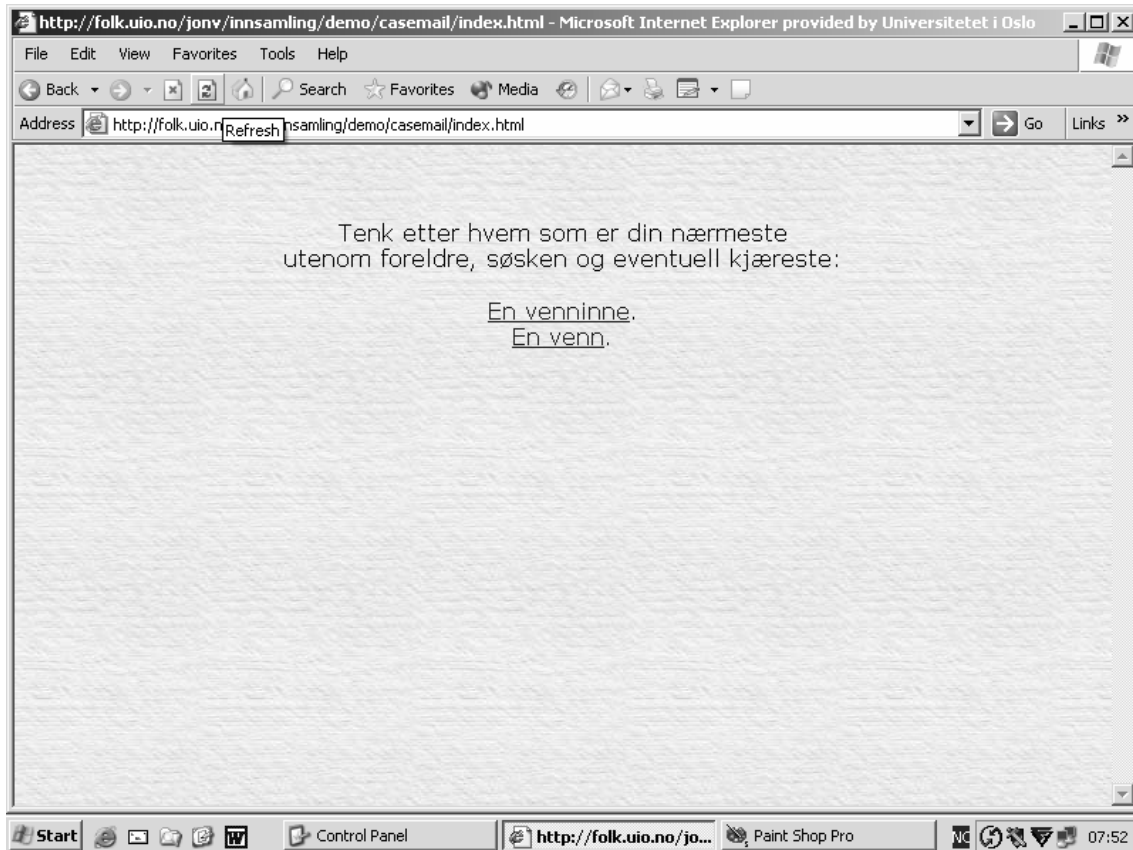 http://folk.uio.no/jonv/innsamling/demo/casemail/index.html - Microsoft Internet Explorer provided by Universitetet i Oslo
File Edit View Favorites Tools Help
Back Search Favorites Media
Address http://folk.uio.n nsamling/demo/casemail/index.html Go Links »
Refresh
Tenk etter hvem som er din nærmeste
utenom foreldre, søsken og eventuell kjæreste:
En venninne.
En venn.
Start W Control Panel http://folk.uio.no/jo... Paint Shop Pro 07:52